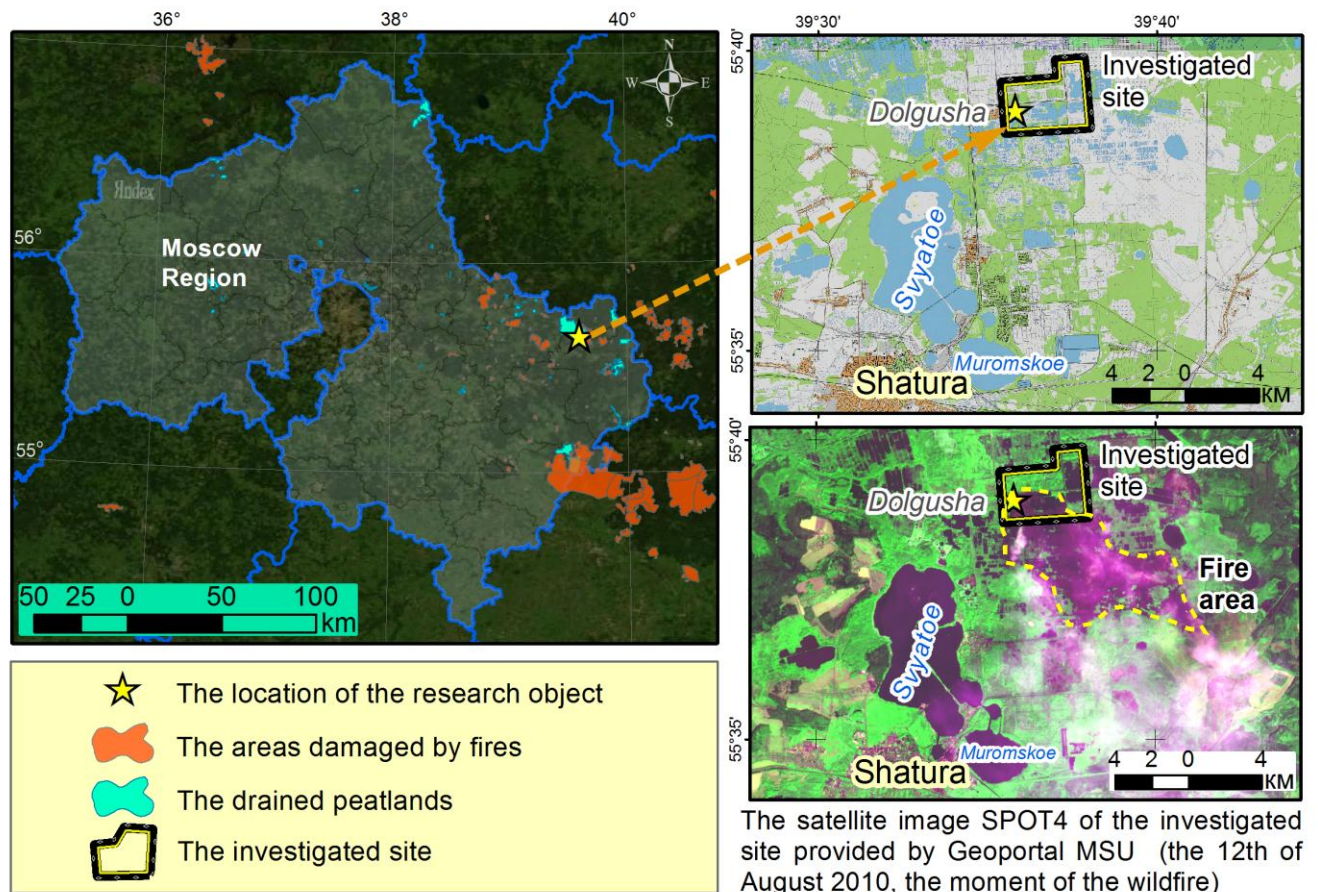 36°
38°
40°
N
W
E
S
Яndex
56°
Moscow
Region
55°
50 25 0 50 100
km
The location of the research object
The areas damaged by fires
The drained peatlands
The investigated site
39°30'
39°40'
55°40'
Investigated
site
Dolgusha
Svyatoe
55°35'
Muromskoe
Shatura
4 2 0 4
КМ
55°40'
Investigated
site
Dolgusha
Fire
area
Svyatoe
55°35'
Muromskoe
Shatura
4 2 0 4
КМ
The satellite image SPOT4 of the investigated
site provided by Geoportal MSU (the 12th of
August 2010, the moment of the wildfire)